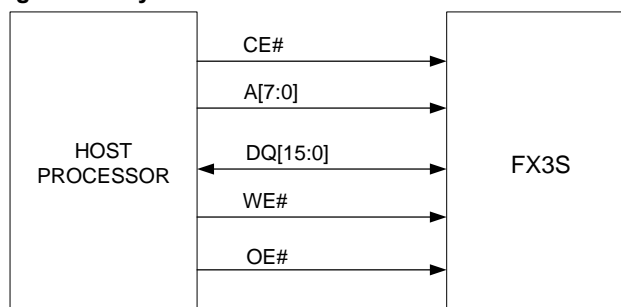 CE#
A[7:0]
HOST
PROCESSOR
DQ[15:0]
FX3S
WE#
OE#